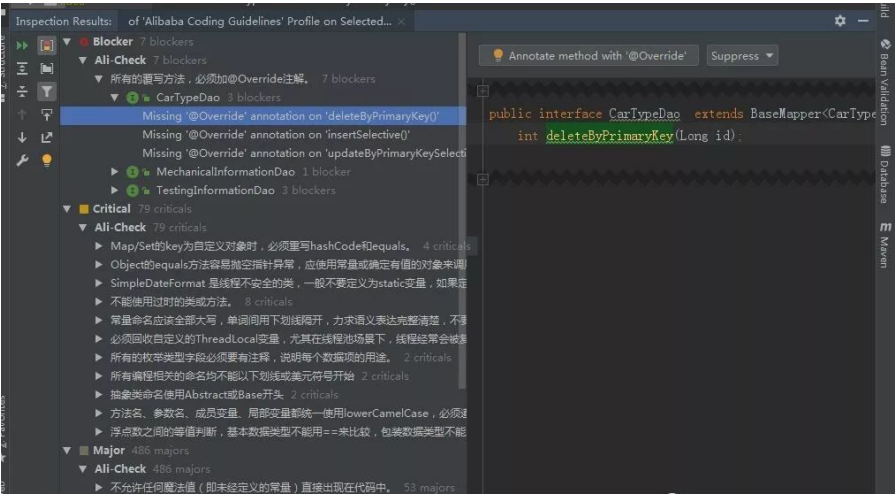 Inspection Results: of 'Alibaba Coding Guidelines' Profile on Selected...
Blocker 7 blockers
Ali-Check 7 blockers
所有的覆写方法，必须加@Override注解。 7 blockers
CarTypeDao 3 blockers
Missing '@Override' annotation on 'deleteByPrimaryKey()'
Missing '@Override' annotation on 'insertSelective()'
Missing '@Override' annotation on 'updateByPrimaryKeySelecti
MechanicalInformationDao 1 blocker
TestingInformationDao 3 blockers
Critical 79 criticals
Ali-Check 79 criticals
Map/Set的key为自定义对象时，必须重写hashCode和equals。 4 criticals
Object的equals方法容易抛空指针异常，应使用常量或确定有值的对象来调
SimpleDateFormat 是线程不安全的类，一般不要定义为static变量，如果定
不能使用过时的类或方法。 8 criticals
常量命名应该全部大写，单词间用下划线隔开，力求语义表达完整清楚，不要
必须回收自定义的ThreadLocal变量，尤其在线程池场景下，线程经常会被复
所有的枚举类型字段必须要有注释，说明每个数据项的用途。 2 criticals
所有编程相关的命名均不能以下划线或美元符号开始 2 criticals
抽象类命名使用Abstract或Base开头 2 criticals
方法名、参数名、成员变量、局部变量都统一使用lowerCamelCase，必须遵
浮点数之间的等值判断，基本数据类型不能用==来比较，包装数据类型不能
Major 486 majors
Ali-Check 486 majors
不允许任何魔法值（即未经定义的常量）直接出现在代码中。 53 majors
Annotate method with '@Override' Suppress
public interface CarTypeDao extends BaseMapper<CarType
int deleteByPrimaryKey(Long id);
Bean Validation
Database
Maven